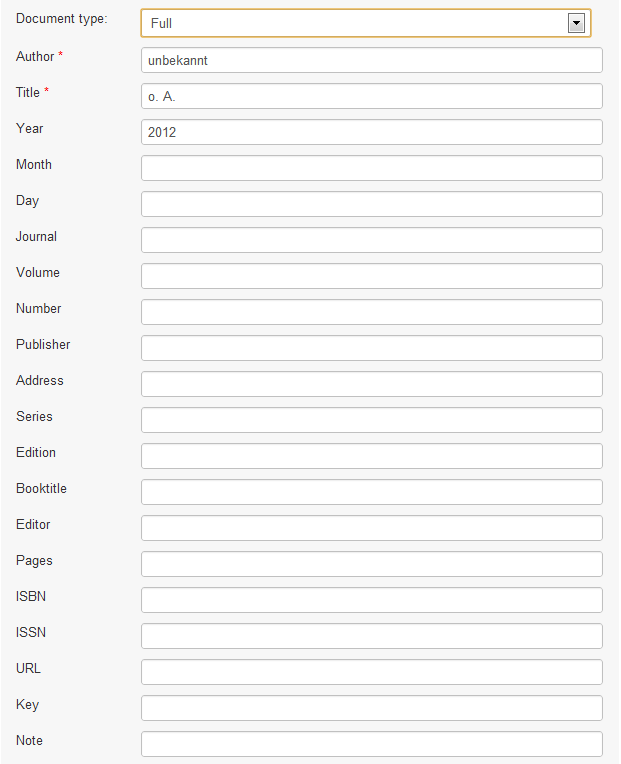 Document type: Full
Author * unbekannt
Title * o. A.
Year 2012
Month
Day
Journal
Volume
Number
Publisher
Address
Series
Edition
Booktitle
Editor
Pages
ISBN
ISSN
URL
Key
Note